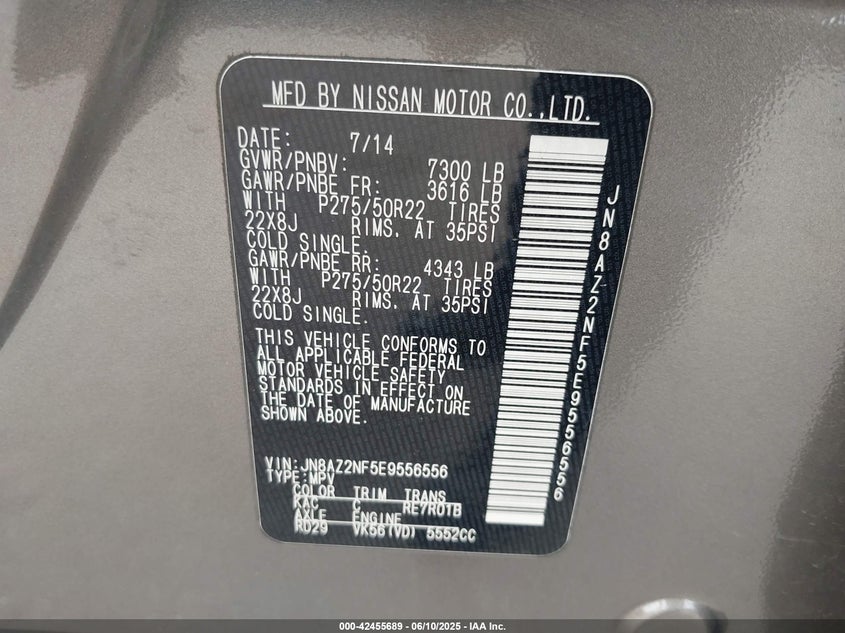 MFD BY NISSAN MOTOR CO.,LTD.
DATE: 7/14
GVWR/PNBV: 7300 LB
GAWR/PNBE FR: 3616 LB
WITH P275/50R22 TIRES
22X8J RIMS. AT 35PSI
COLD SINGLE.
GAWR/PNBE RR: 4343 LB
WITH P275/50R22 TIRES
22X8J RIMS. AT 35PSI
COLD SINGLE.
THIS VEHICLE CONFORMS TO
ALL APPLICABLE FEDERAL
MOTOR VEHICLE SAFETY
STANDARDS IN EFFECT ON
THE DATE OF MANUFACTURE
SHOWN ABOVE.
VIN:JN8AZ2NF5E9556556
TYPE:MPV
COLOR TRIM TRANS
KAC C RE7R01B
AXLE ENGINE
RD29 VK56(VD) 5552CC
JN8AZ2NF5E9556556
000-42455689 - 06/10/2025 - IAA Inc.